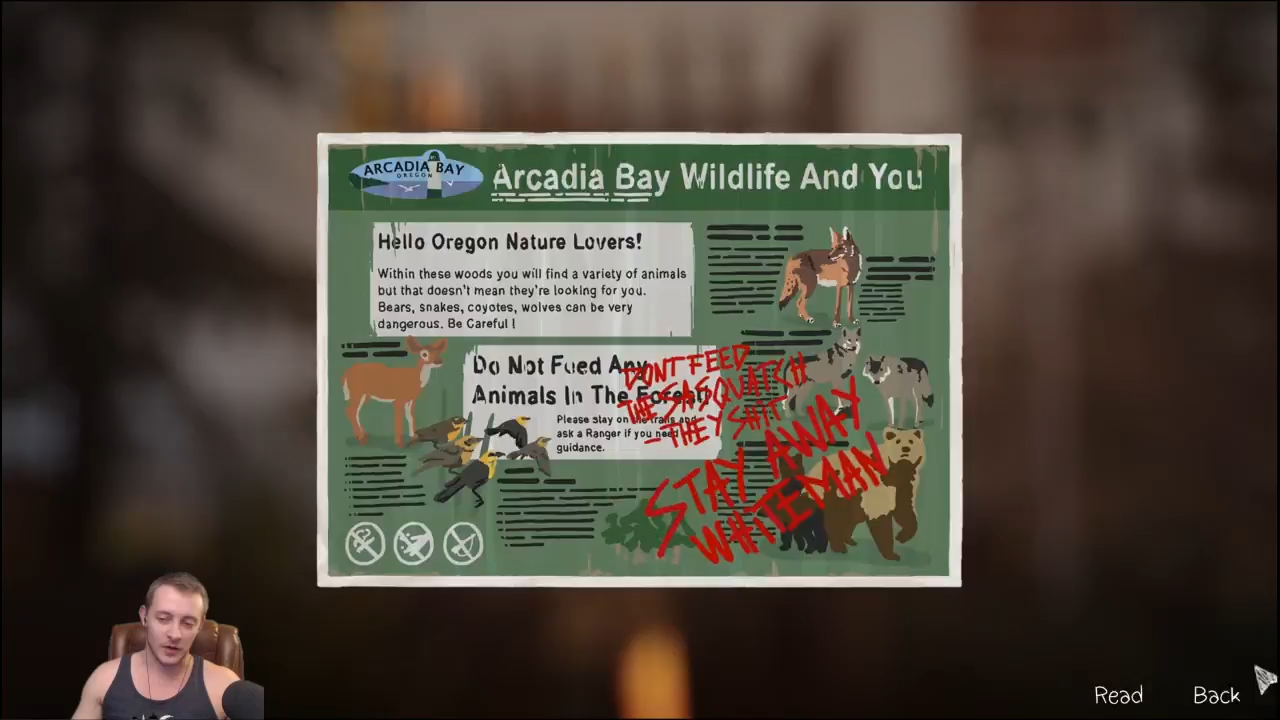 ARCADIA BAY
OREGON
Arcadia Bay Wildlife And You
Hello Oregon Nature Lovers!
Within these woods you will find a variety of animals
but that doesn't mean they're looking for you.
Bears, snakes, coyotes, wolves can be very
dangerous. Be Careful !
Do Not Feed Any
Animals In The Forest
Please stay on the trails and
ask a Ranger if you need
guidance.
DONT FEED
THE SASQUATCH
- THEY SHIT
STAY AWAY
WHITEMAN
Read
Back